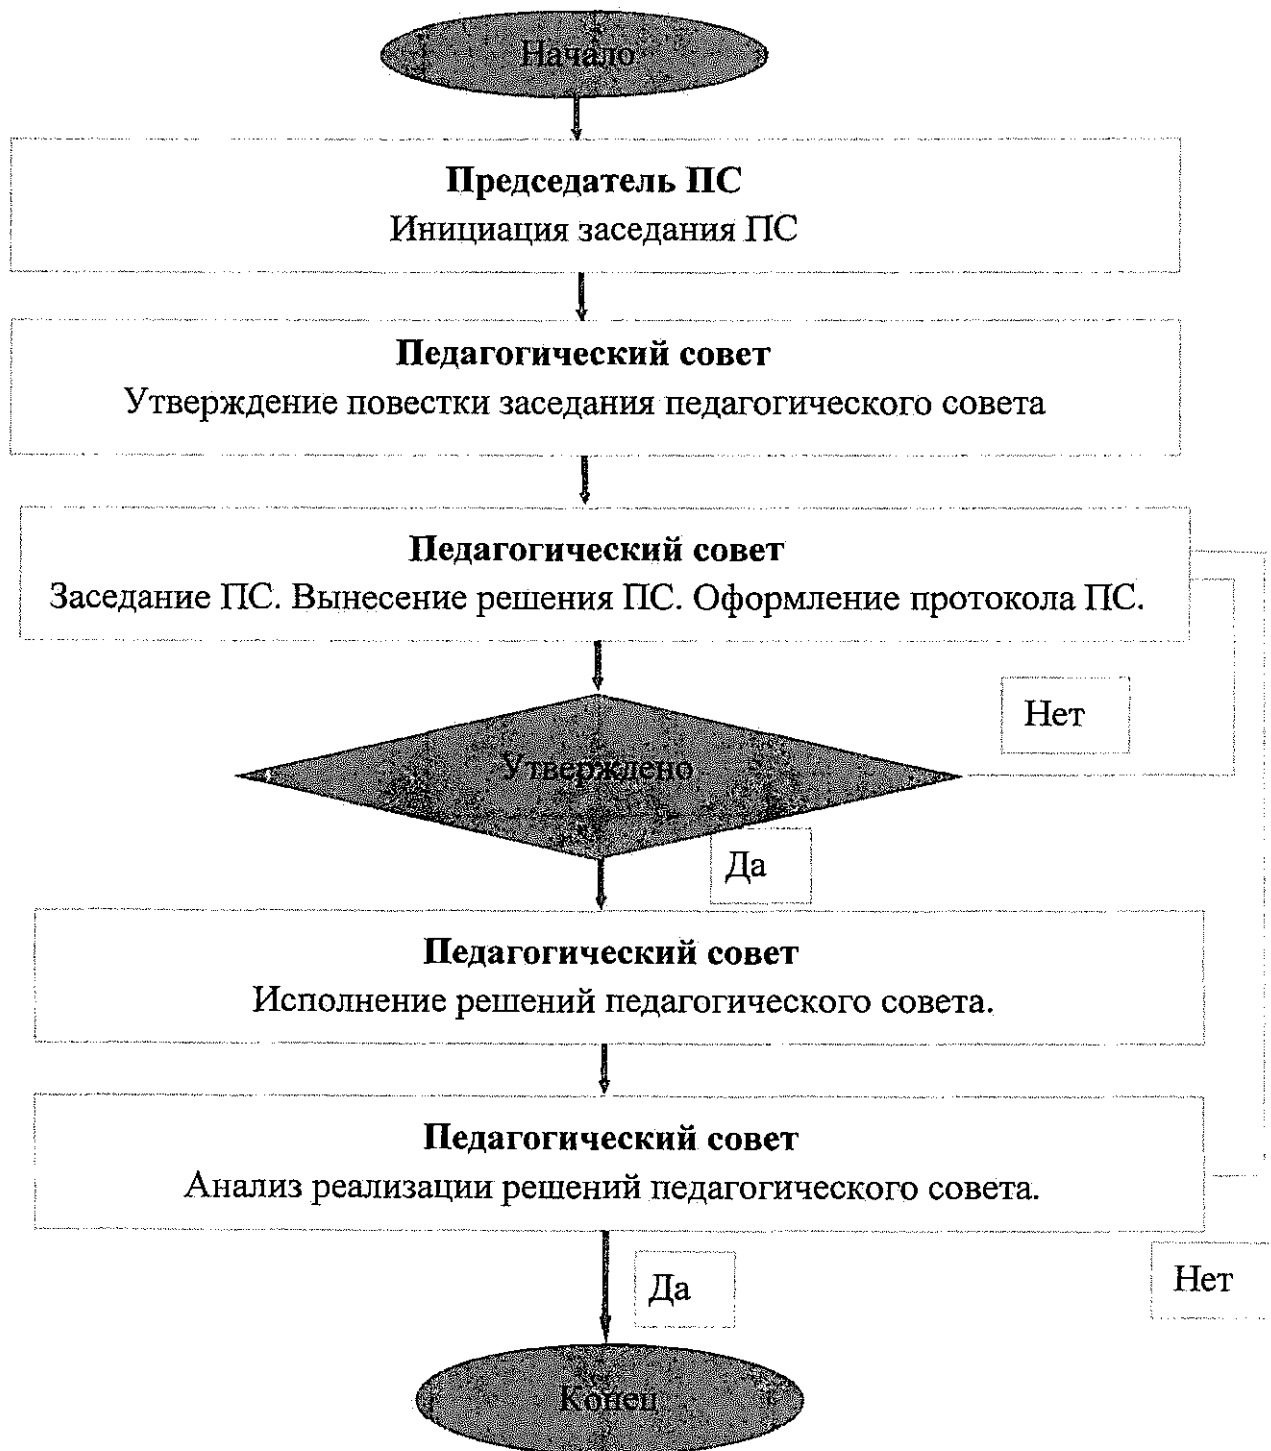 Начало
Председатель ПС
Инициация заседания ПС
Педагогический совет
Утверждение повестки заседания педагогического совета
Педагогический совет
Заседание ПС. Вынесение решения ПС. Оформление протокола ПС.
Нет
Утверждено
Да
Педагогический совет
Исполнение решений педагогического совета.
Педагогический совет
Анализ реализации решений педагогического совета.
Да
Нет
Конец